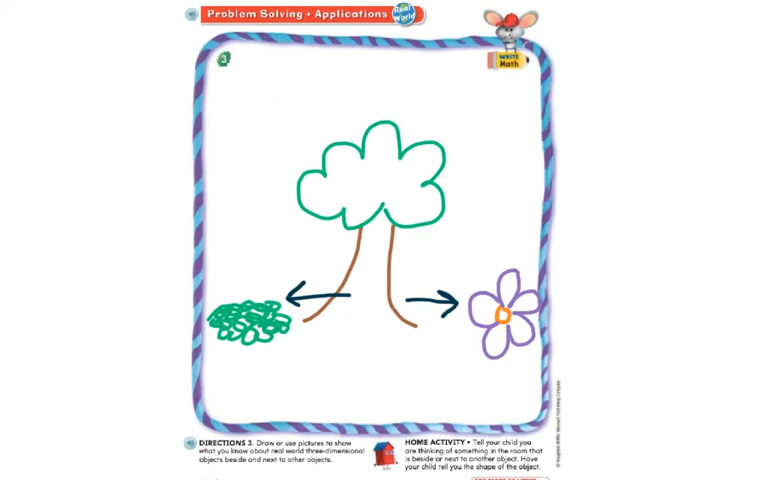 Problem Solving • Applications
Real
World
3
WRITE
Math
DIRECTIONS 3. Draw or use pictures to show
what you know about real world three-dimensional
objects beside and next to other objects.
HOME ACTIVITY • Tell your child you
are thinking of something in the room that
is beside or next to another object. Have
your child tell you the shape of the object.